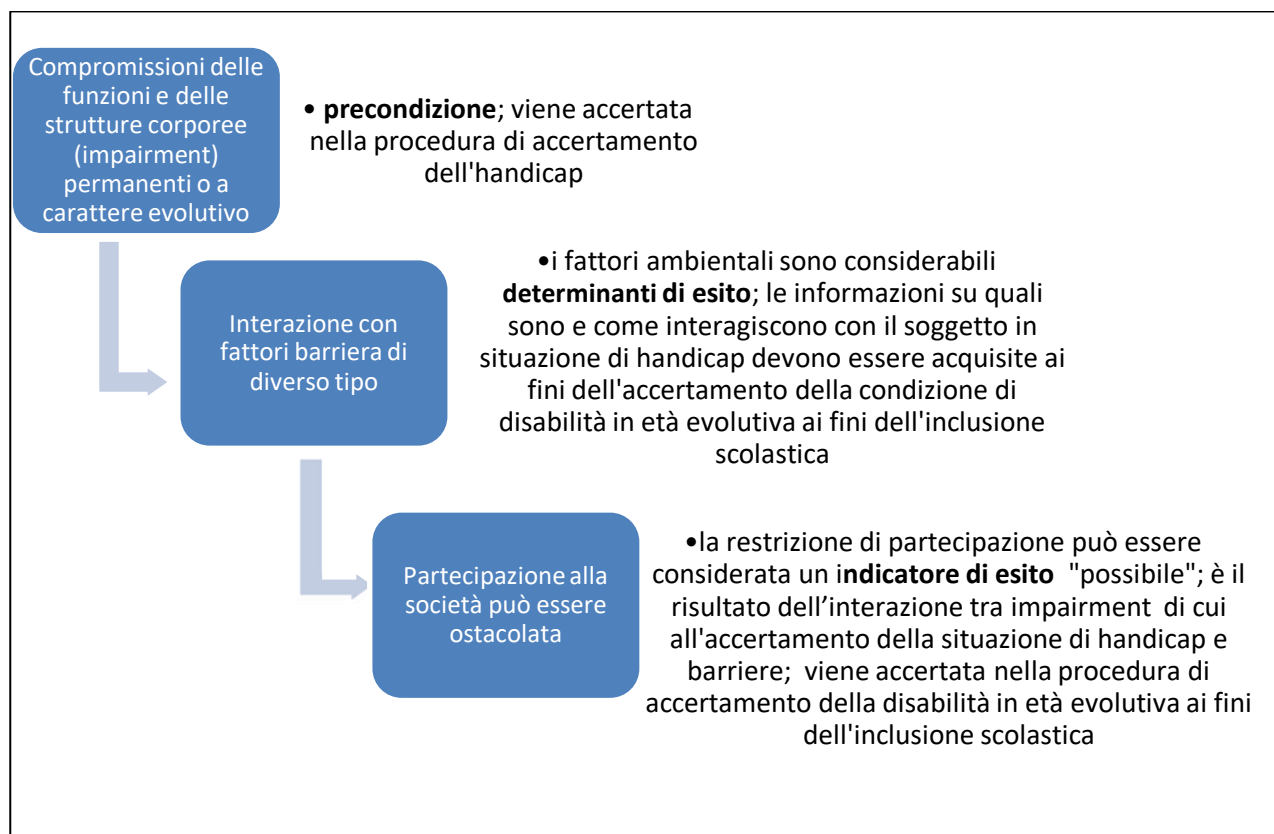 Compromissioni delle
funzioni e delle
strutture corporee
(impairment)
permanenti o a
carattere evolutivo
• precondizione; viene accertata
nella procedura di accertamento
dell'handicap
Interazione con
fattori barriera di
diverso tipo
•i fattori ambientali sono considerabili
determinanti di esito; le informazioni su quali
sono e come interagiscono con il soggetto in
situazione di handicap devono essere acquisite ai
fini dell'accertamento della condizione di
disabilità in età evolutiva ai fini dell'inclusione
scolastica
Partecipazione alla
società può essere
ostacolata
•la restrizione di partecipazione può essere
considerata un indicatore di esito "possibile"; è il
risultato dell’interazione tra impairment di cui
all'accertamento della situazione di handicap e
barriere; viene accertata nella procedura di
accertamento della disabilità in età evolutiva ai fini
dell'inclusione scolastica